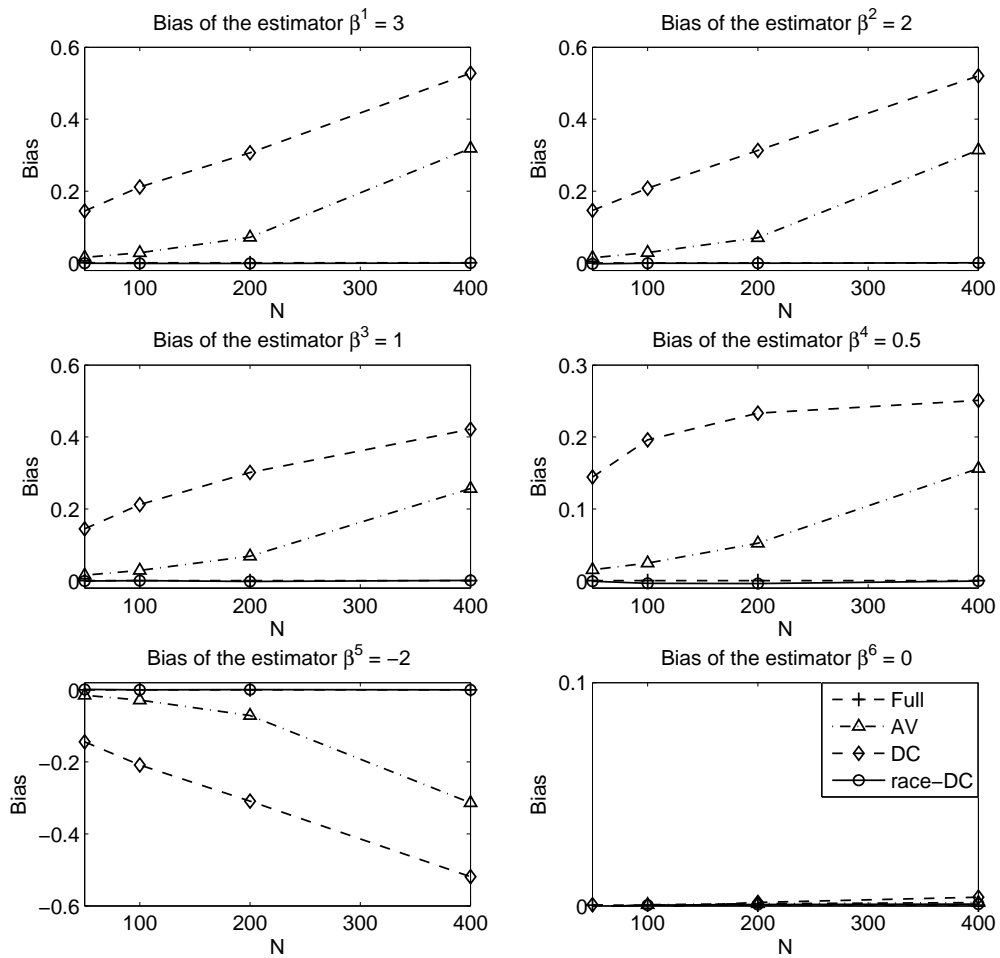 Bias of the estimator β¹ = 3
0.6
0.4
0.2
0
Bias
100
200
300
400
N
Bias of the estimator β² = 2
0.6
0.4
0.2
0
Bias
100
200
300
400
N
Bias of the estimator β³ = 1
0.6
0.4
0.2
0
Bias
100
200
300
400
N
Bias of the estimator β⁴ = 0.5
0.3
0.2
0.1
0
Bias
100
200
300
400
N
Bias of the estimator β⁵ = −2
0
−0.2
−0.4
−0.6
Bias
100
200
300
400
N
Bias of the estimator β⁶ = 0
0.1
0
Bias
100
200
300
400
N
Full
AV
DC
race−DC